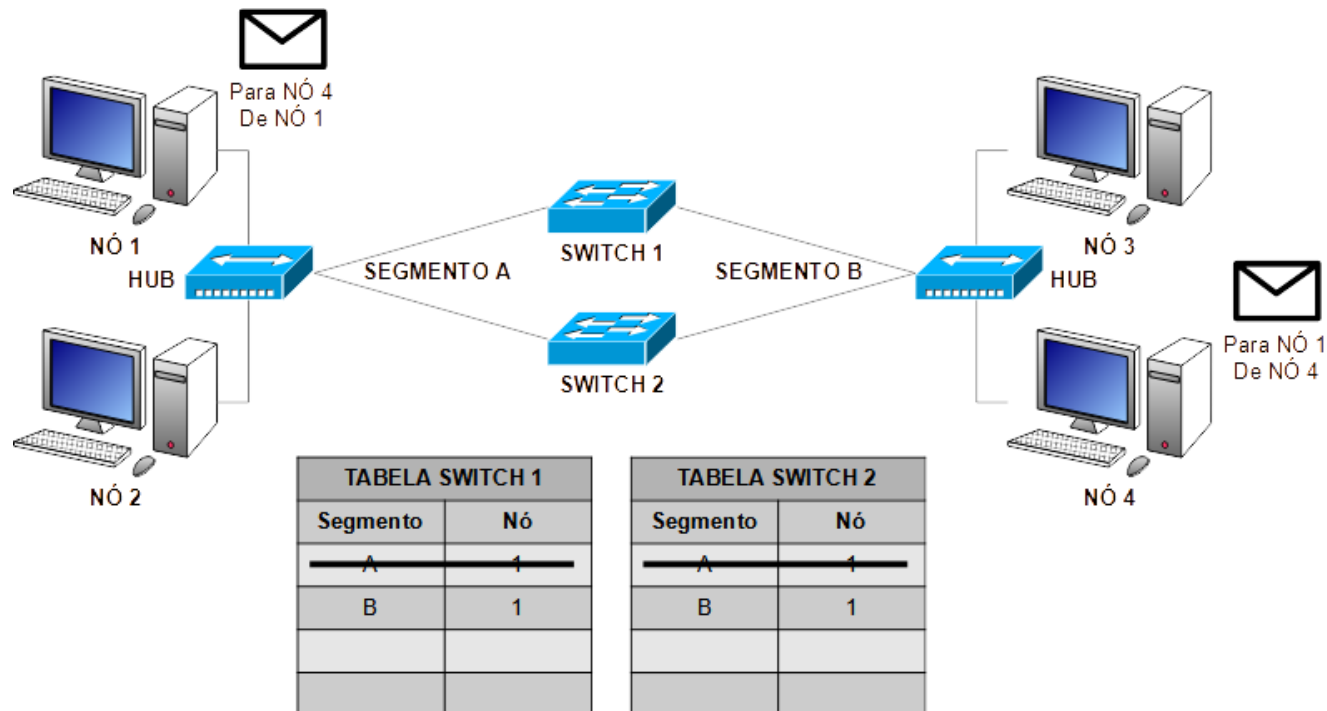 Para NÓ 4
De NÓ 1
NÓ 1
HUB
SEGMENTO A
SWITCH 1
SEGMENTO B
NÓ 3
HUB
SWITCH 2
Para NÓ 1
De NÓ 4
NÓ 2
NÓ 4
TABELA SWITCH 1
Segmento Nó
A 1
B 1
TABELA SWITCH 2
Segmento Nó
A 1
B 1